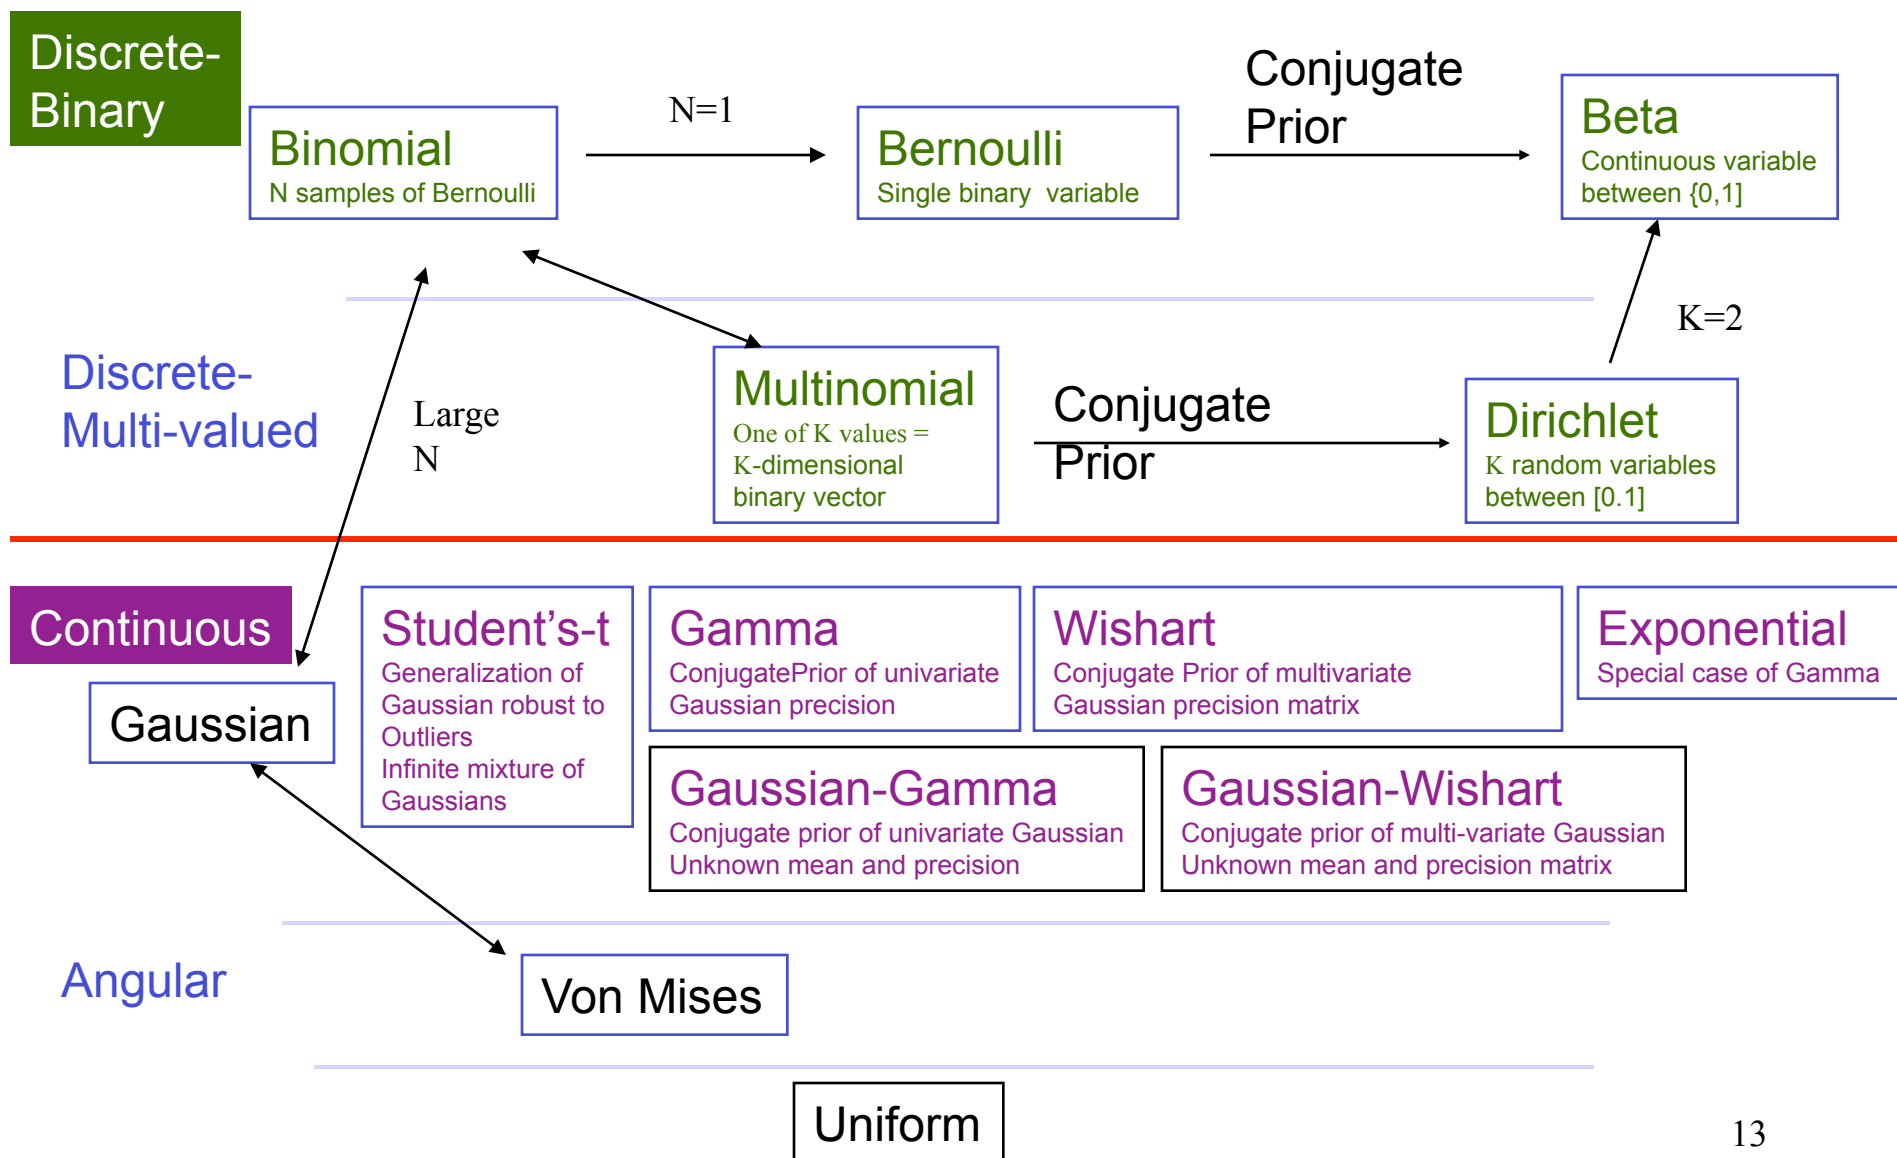 Discrete-
Binary
Binomial
N samples of Bernoulli
N=1
Bernoulli
Single binary variable
Conjugate
Prior
Beta
Continuous variable
between {0,1]
K=2
Discrete-
Multi-valued
Large
N
Multinomial
One of K values =
K-dimensional
binary vector
Conjugate
Prior
Dirichlet
K random variables
between [0.1]
Continuous
Gaussian
Student's-t
Generalization of
Gaussian robust to
Outliers
Infinite mixture of
Gaussians
Gamma
ConjugatePrior of univariate
Gaussian precision
Wishart
Conjugate Prior of multivariate
Gaussian precision matrix
Exponential
Special case of Gamma
Gaussian-Gamma
Conjugate prior of univariate Gaussian
Unknown mean and precision
Gaussian-Wishart
Conjugate prior of multi-variate Gaussian
Unknown mean and precision matrix
Angular
Von Mises
Uniform
13